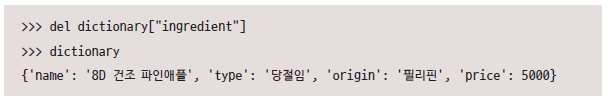 >>> del dictionary["ingredient"]
>>> dictionary
{'name': '8D 건조 파인애플', 'type': '당절임', 'origin': '필리핀', 'price': 5000}